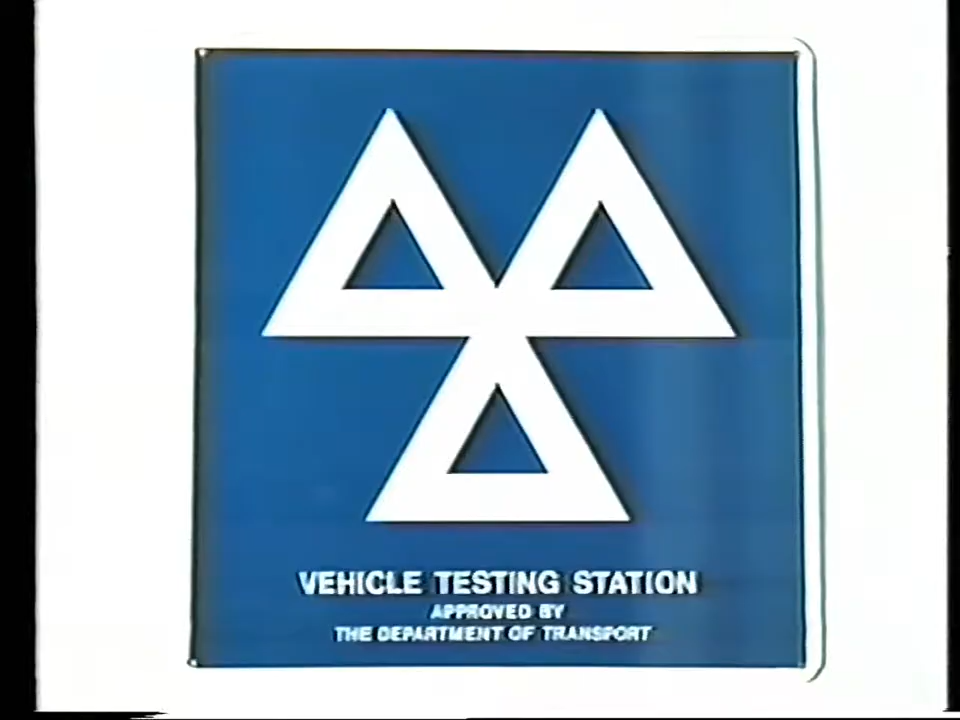 VEHICLE TESTING STATION
APPROVED BY
THE DEPARTMENT OF TRANSPORT